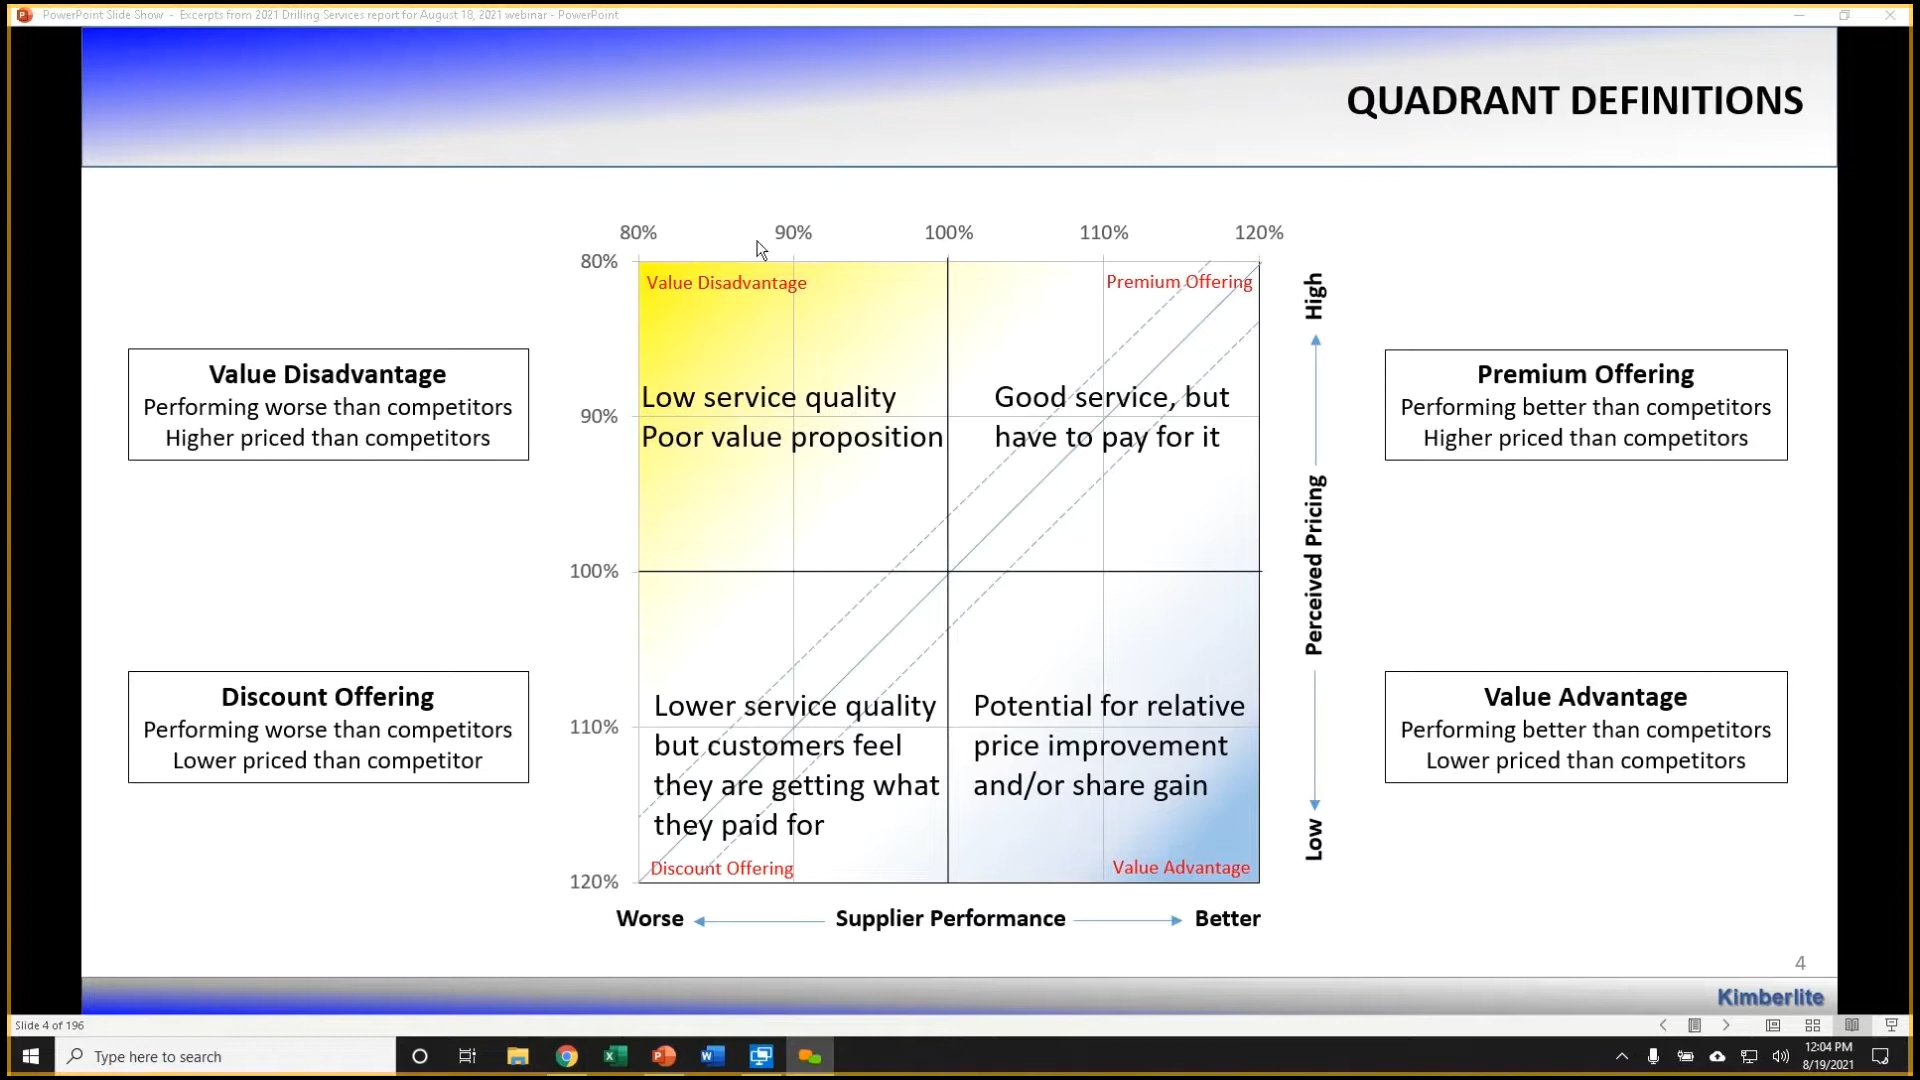 PowerPoint Slide Show - Excerpts from 2021 Drilling Services report for August 18, 2021 webinar - PowerPoint
QUADRANT DEFINITIONS
80% 90% 100% 110% 120%
80%
90%
100%
110%
120%
Value Disadvantage
Premium Offering
Low service quality
Poor value proposition
Good service, but
have to pay for it
Lower service quality
but customers feel
they are getting what
they paid for
Potential for relative
price improvement
and/or share gain
Discount Offering
Value Advantage
Value Disadvantage
Performing worse than competitors
Higher priced than competitors
Discount Offering
Performing worse than competitors
Lower priced than competitor
High
Perceived Pricing
Low
Premium Offering
Performing better than competitors
Higher priced than competitors
Value Advantage
Performing better than competitors
Lower priced than competitors
Worse Supplier Performance Better
4
Kimberlite
Slide 4 of 196
Type here to search
12:04 PM
8/19/2021